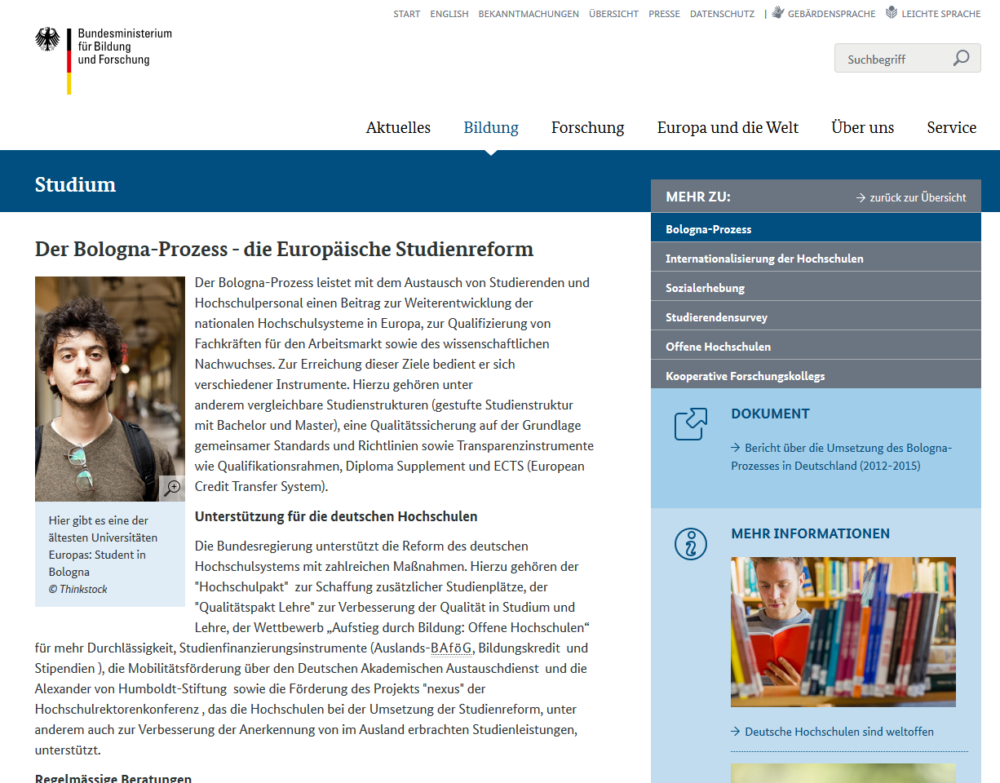 START ENGLISH BEKANNTMACHUNGEN ÜBERSICHT PRESSE DATENSCHUTZ | GEBÄRDENSPRACHE LEICHTE SPRACHE
Bundesministerium
für Bildung
und Forschung
Suchbegriff
Aktuelles Bildung Forschung Europa und die Welt Über uns Service
Studium
Der Bologna-Prozess - die Europäische Studienreform
Der Bologna-Prozess leistet mit dem Austausch von Studierenden und
Hochschulpersonal einen Beitrag zur Weiterentwicklung der
nationalen Hochschulsysteme in Europa, zur Qualifizierung von
Fachkräften für den Arbeitsmarkt sowie des wissenschaftlichen
Nachwuchses. Zur Erreichung dieser Ziele bedient er sich
verschiedener Instrumente. Hierzu gehören unter
anderem vergleichbare Studienstrukturen (gestufte Studienstruktur
mit Bachelor und Master), eine Qualitätssicherung auf der Grundlage
gemeinsamer Standards und Richtlinien sowie Transparenzinstrumente
wie Qualifikationsrahmen, Diploma Supplement und ECTS (European
Credit Transfer System).
Hier gibt es eine der
ältesten Universitäten
Europas: Student in
Bologna
© Thinkstock
Unterstützung für die deutschen Hochschulen
Die Bundesregierung unterstützt die Reform des deutschen
Hochschulsystems mit zahlreichen Maßnahmen. Hierzu gehören der
"Hochschulpakt" zur Schaffung zusätzlicher Studienplätze, der
"Qualitätspakt Lehre" zur Verbesserung der Qualität in Studium und
Lehre, der Wettbewerb „Aufstieg durch Bildung: Offene Hochschulen“
für mehr Durchlässigkeit, Studienfinanzierungsinstrumente (Auslands-BAföG, Bildungskredit und
Stipendien ), die Mobilitätsförderung über den Deutschen Akademischen Austauschdienst und die
Alexander von Humboldt-Stiftung sowie die Förderung des Projekts "nexus" der
Hochschulrektorenkonferenz , das die Hochschulen bei der Umsetzung der Studienreform, unter
anderem auch zur Verbesserung der Anerkennung von im Ausland erbrachten Studienleistungen,
unterstützt.
Regelmässige Beratungen
MEHR ZU: → zurück zur Übersicht
Bologna-Prozess
Internationalisierung der Hochschulen
Sozialerhebung
Studierendensurvey
Offene Hochschulen
Kooperative Forschungskollegs
DOKUMENT
→ Bericht über die Umsetzung des Bologna-
Prozesses in Deutschland (2012-2015)
MEHR INFORMATIONEN
→ Deutsche Hochschulen sind weltoffen